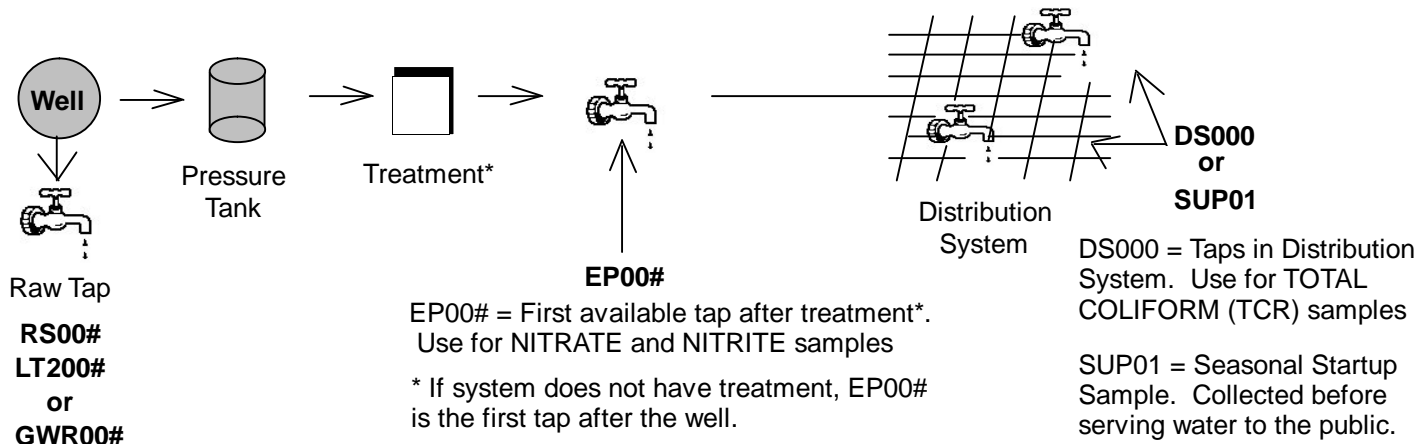 Well
Pressure
Tank
Treatment*
Raw Tap
RS00#
LT200#
or
GWR00#
EP00#
EP00# = First available tap after treatment*.
Use for NITRATE and NITRITE samples
* If system does not have treatment, EP00#
is the first tap after the well.
Distribution
System
DS000
or
SUP01
DS000 = Taps in Distribution
System. Use for TOTAL
COLIFORM (TCR) samples
SUP01 = Seasonal Startup
Sample. Collected before
serving water to the public.